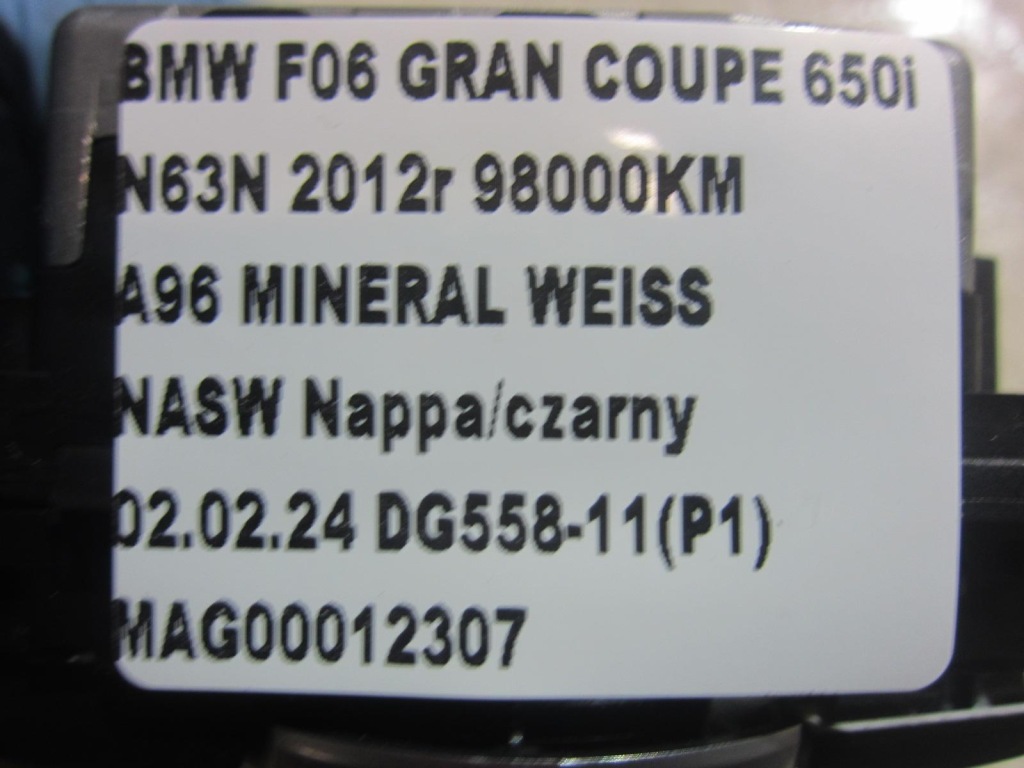 BMW F06 GRAN COUPE 650i
N63N 2012r 98000KM
A96 MINERAL WEISS
NASW Nappa/czarny
02.02.24 DG558-11(P1)
MAG00012307